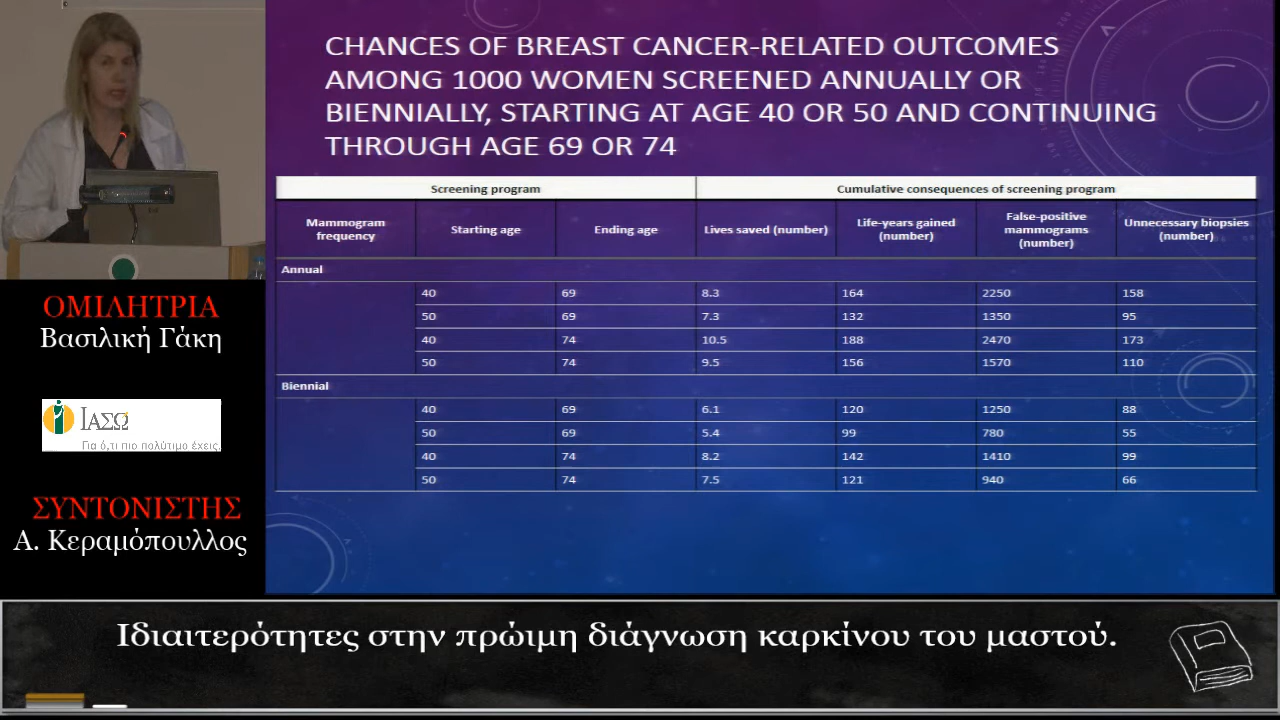 CHANCES OF BREAST CANCER-RELATED OUTCOMES
AMONG 1000 WOMEN SCREENED ANNUALLY OR
BIENNIALLY, STARTING AT AGE 40 OR 50 AND CONTINUING
THROUGH AGE 69 OR 74
Screening program Cumulative consequences of screening program
Mammogram frequency Starting age Ending age Lives saved (number) Life-years gained (number) False-positive mammograms (number) Unnecessary biopsies (number)
Annual
40 69 8.3 164 2250 158
50 69 7.3 132 1350 95
40 74 10.5 188 2470 173
50 74 9.5 156 1570 110
Biennial
40 69 6.1 120 1250 88
50 69 5.4 99 780 55
40 74 8.2 142 1410 99
50 74 7.5 121 940 66
ΟΜΙΛΗΤΡΙΑ
Βασιλική Γάκη
ΙΑΣΩ
Για ό,τι πιο πολύτιμο έχεις.
ΣΥΝΤΟΝΙΣΤΗΣ
Α. Κεραμόπουλλος
Ιδιαιτερότητες στην πρώιμη διάγνωση καρκίνου του μαστού.